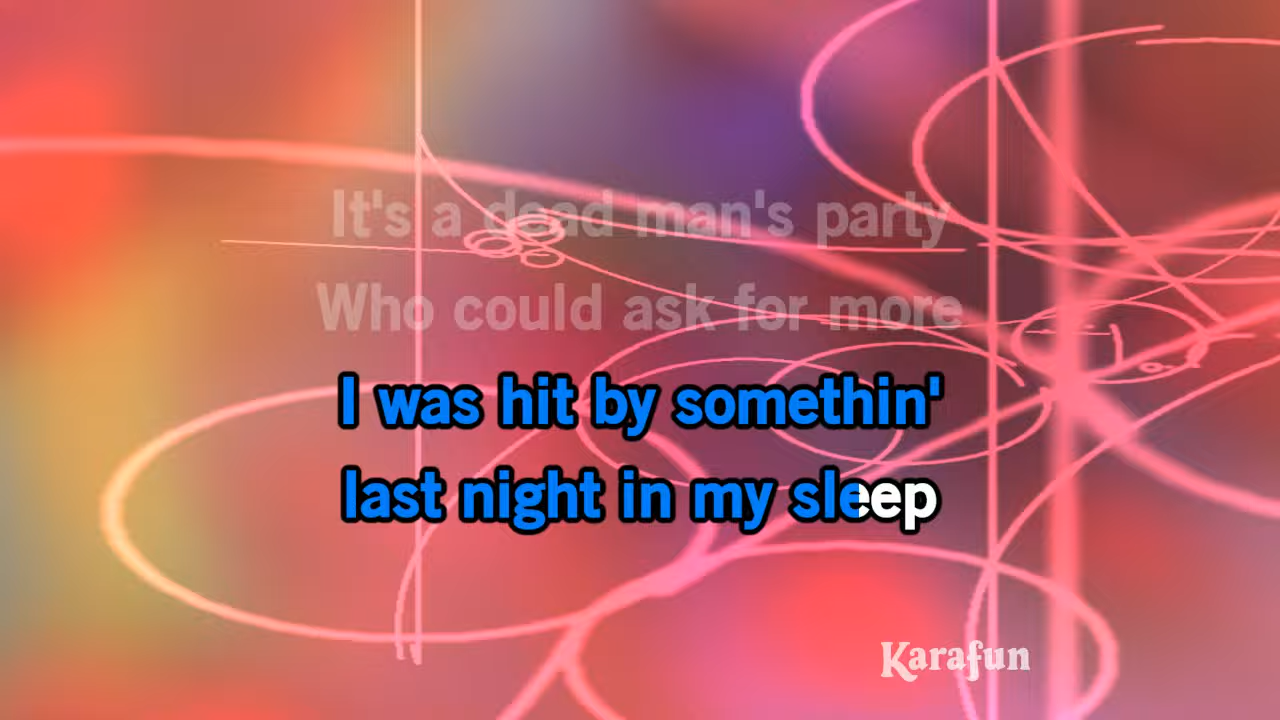 It's a dead man's party
Who could ask for more
I was hit by somethin'
last night in my sleep
Karafun